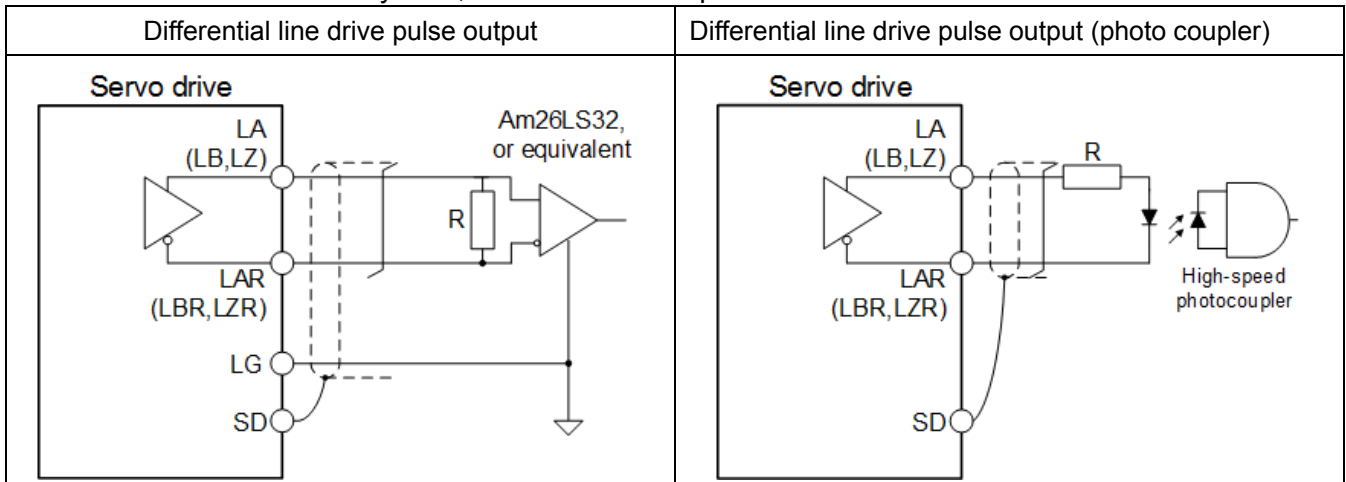 Differential line drive pulse output
Differential line drive pulse output (photo coupler)
Servo drive
LA
(LB,LZ)
Am26LS32,
or equivalent
R
LAR
(LBR,LZR)
LG
SD
Servo drive
LA
(LB,LZ)
R
LAR
(LBR,LZR)
High-speed
photocoupler
SD